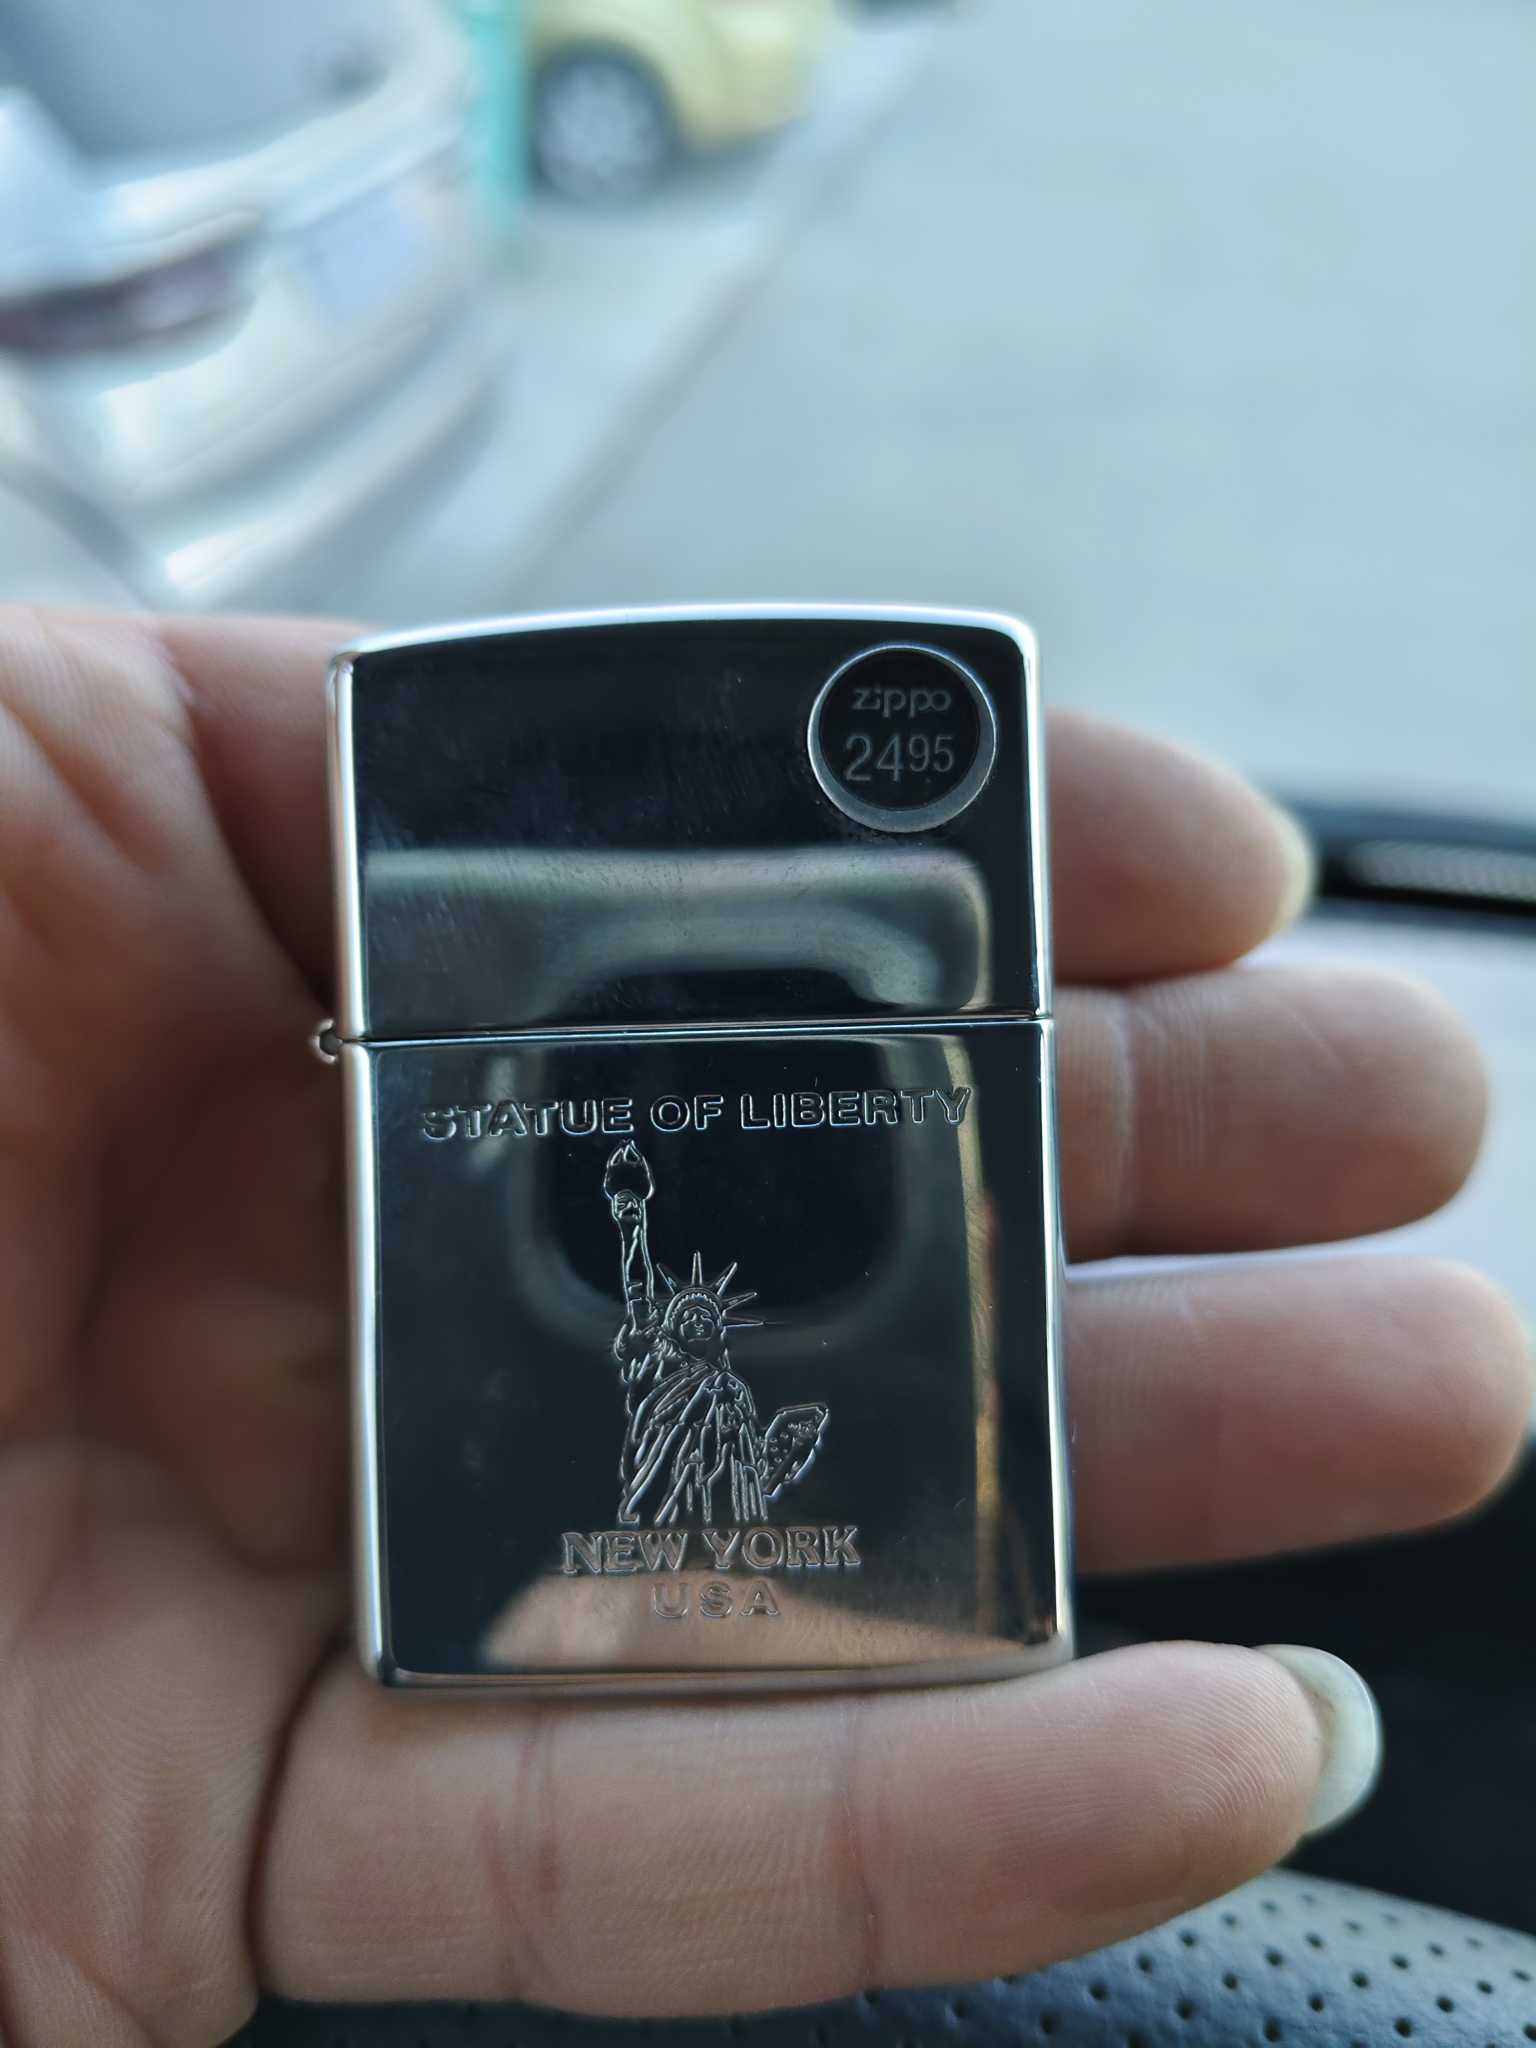 zippo
2495
STATUE OF LIBERTY
NEW YORK
USA